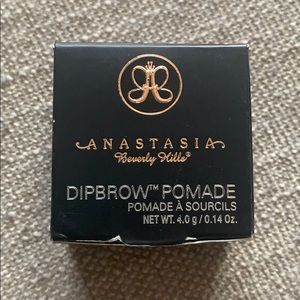 ANASTASIA
Beverly Hills®
DIPBROW™ POMADE
POMADE À SOURCILS
NET WT. 4.0 g / 0.14 Oz.